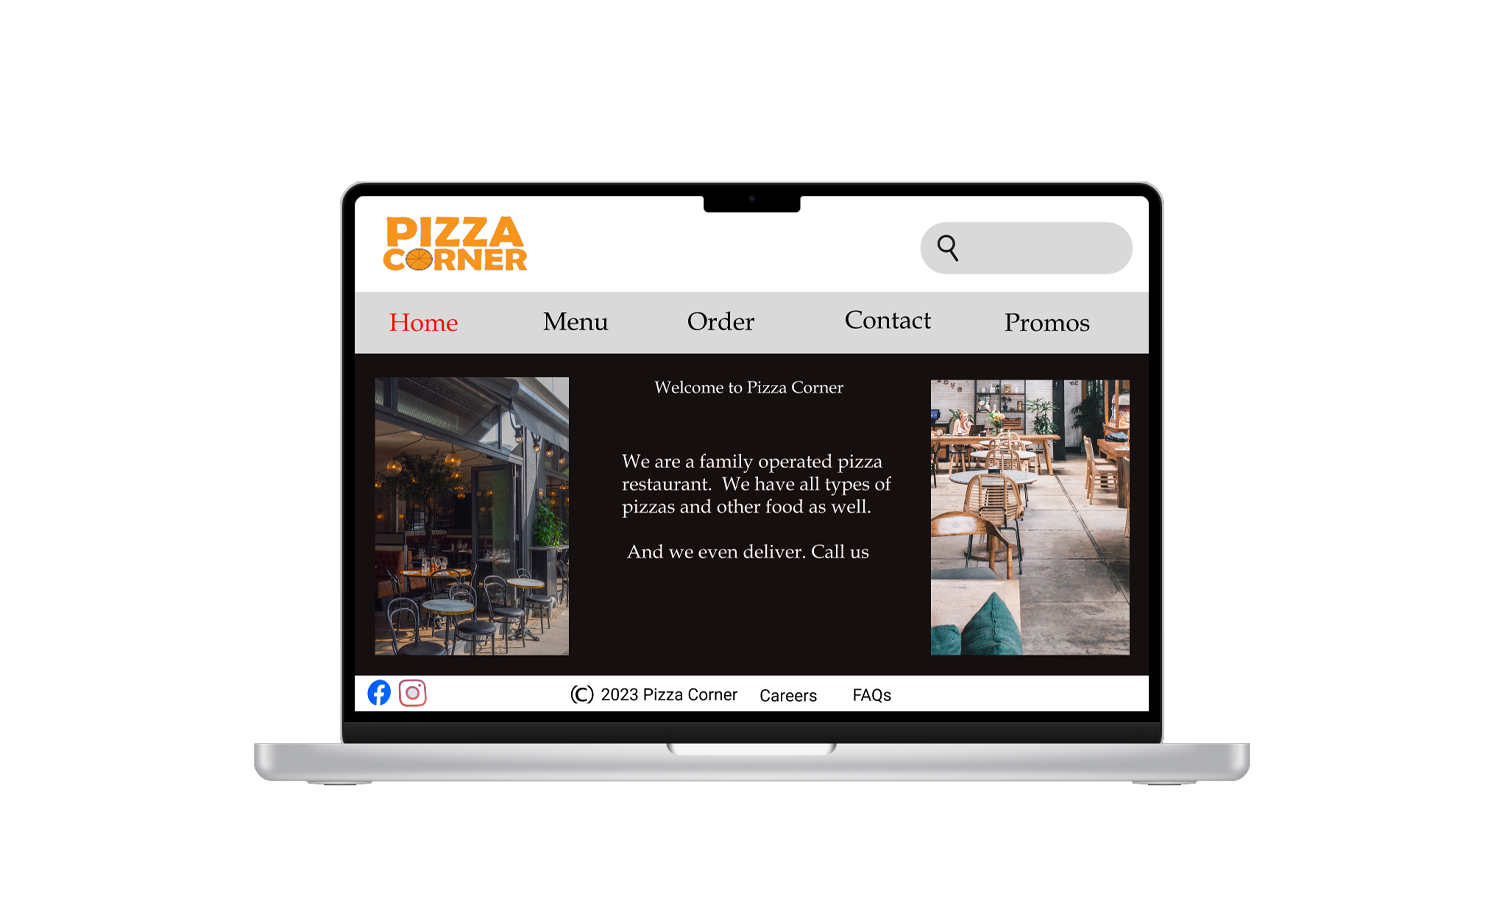 PIZZA
CORNER
Home Menu Order Contact Promos
Welcome to Pizza Corner
We are a family operated pizza
restaurant.  We have all types of
pizzas and other food as well.
And we even deliver. Call us
© 2023 Pizza Corner Careers FAQs